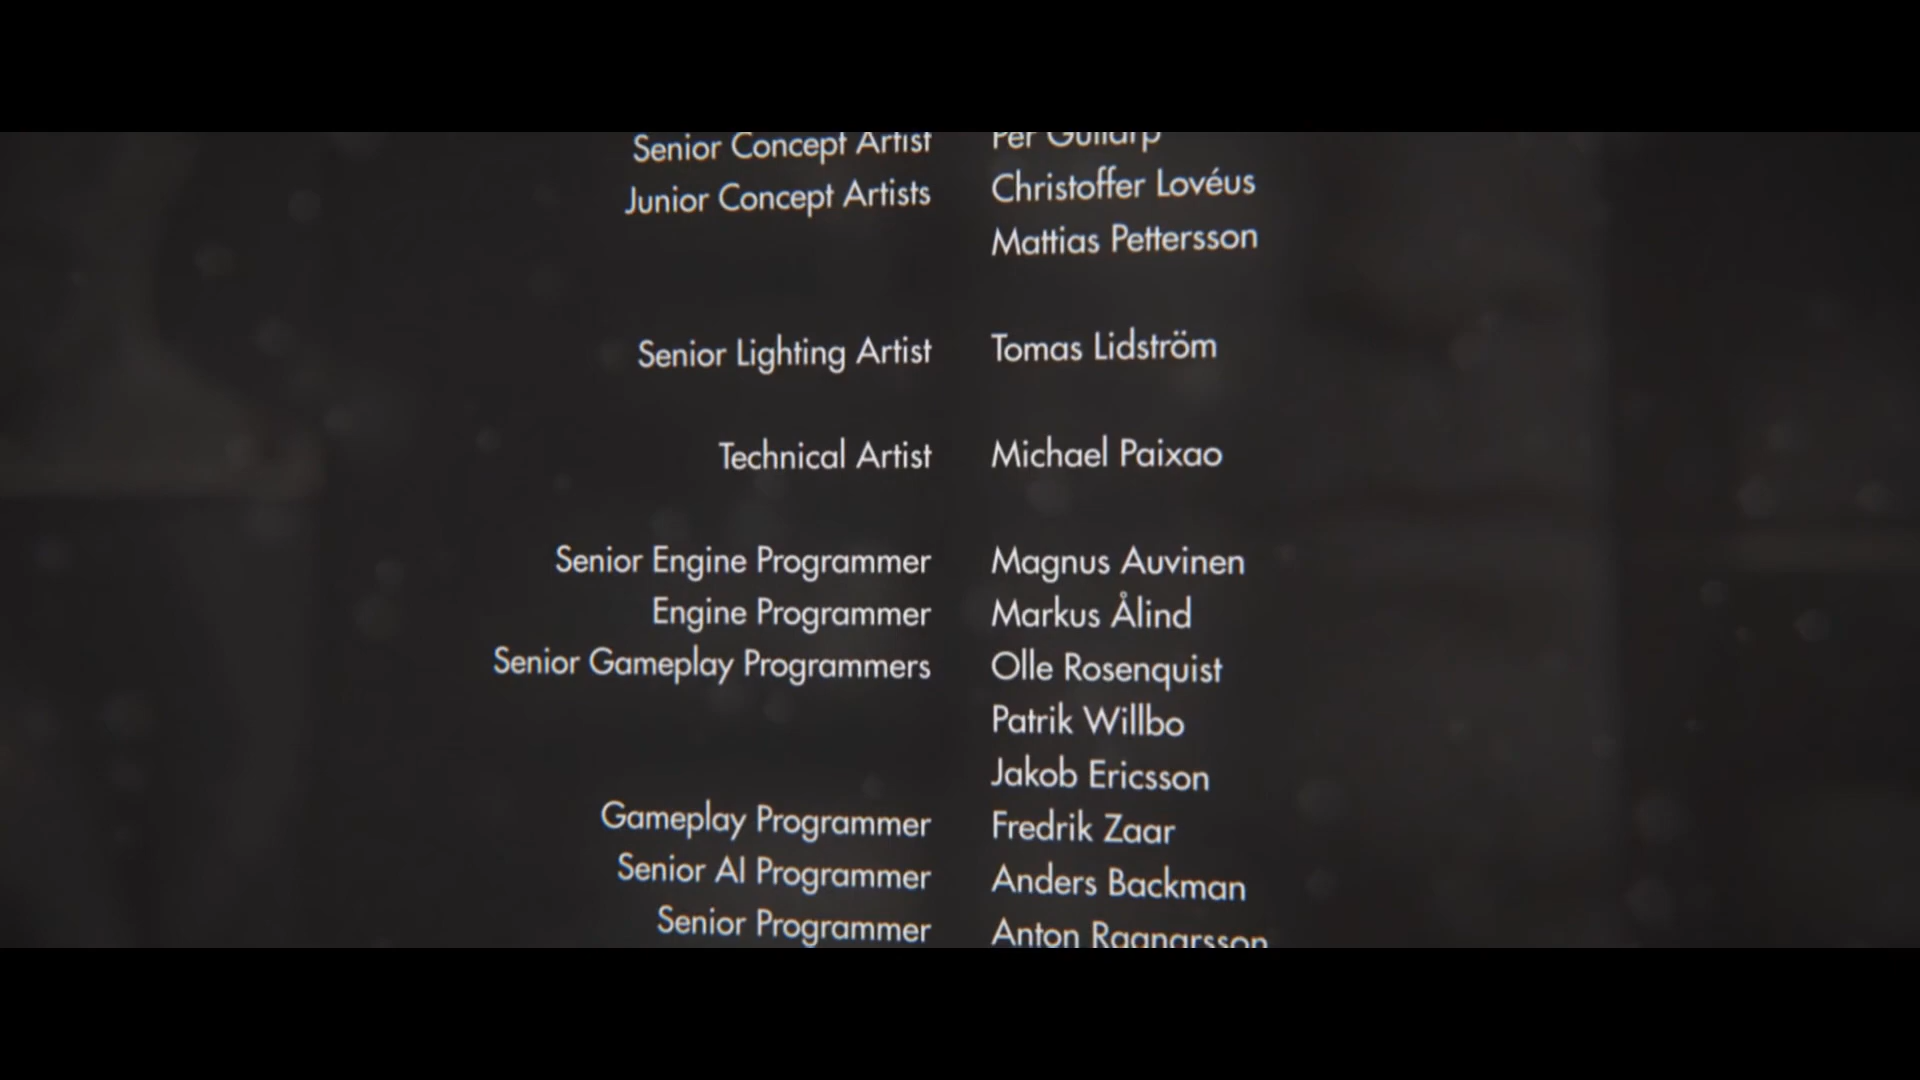 Senior Concept Artist Per
Junior Concept Artists Christoffer Lovéus
Mattias Pettersson
Senior Lighting Artist Tomas Lidström
Technical Artist Michael Paixao
Senior Engine Programmer Magnus Auvinen
Engine Programmer Markus Ålind
Senior Gameplay Programmers Olle Rosenquist
Patrik Willbo
Jakob Ericsson
Gameplay Programmer Fredrik Zaar
Senior AI Programmer Anders Backman
Senior Programmer Anton Ragnarsson